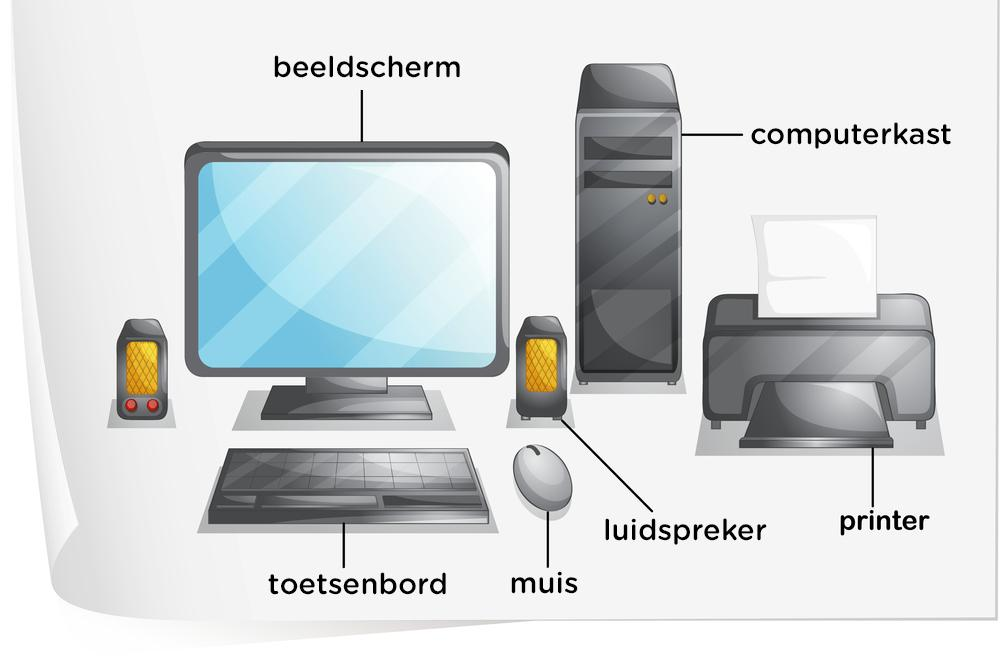 beeldscherm
computerkast
luidspreker
printer
toetsenbord
muis